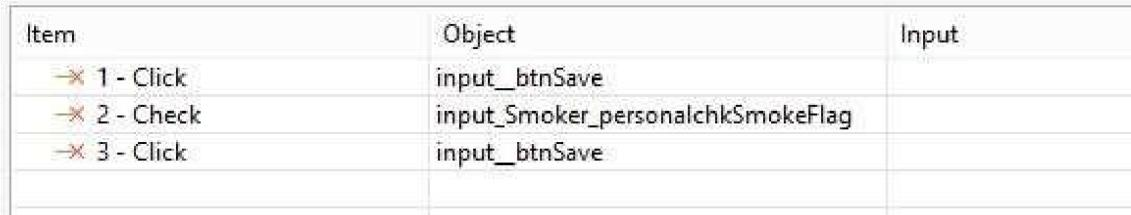 Item Object Input
1 - Click input__btnSave
2 - Check input_Smoker_personalchkSmokeFlag
3 - Click input__btnSave